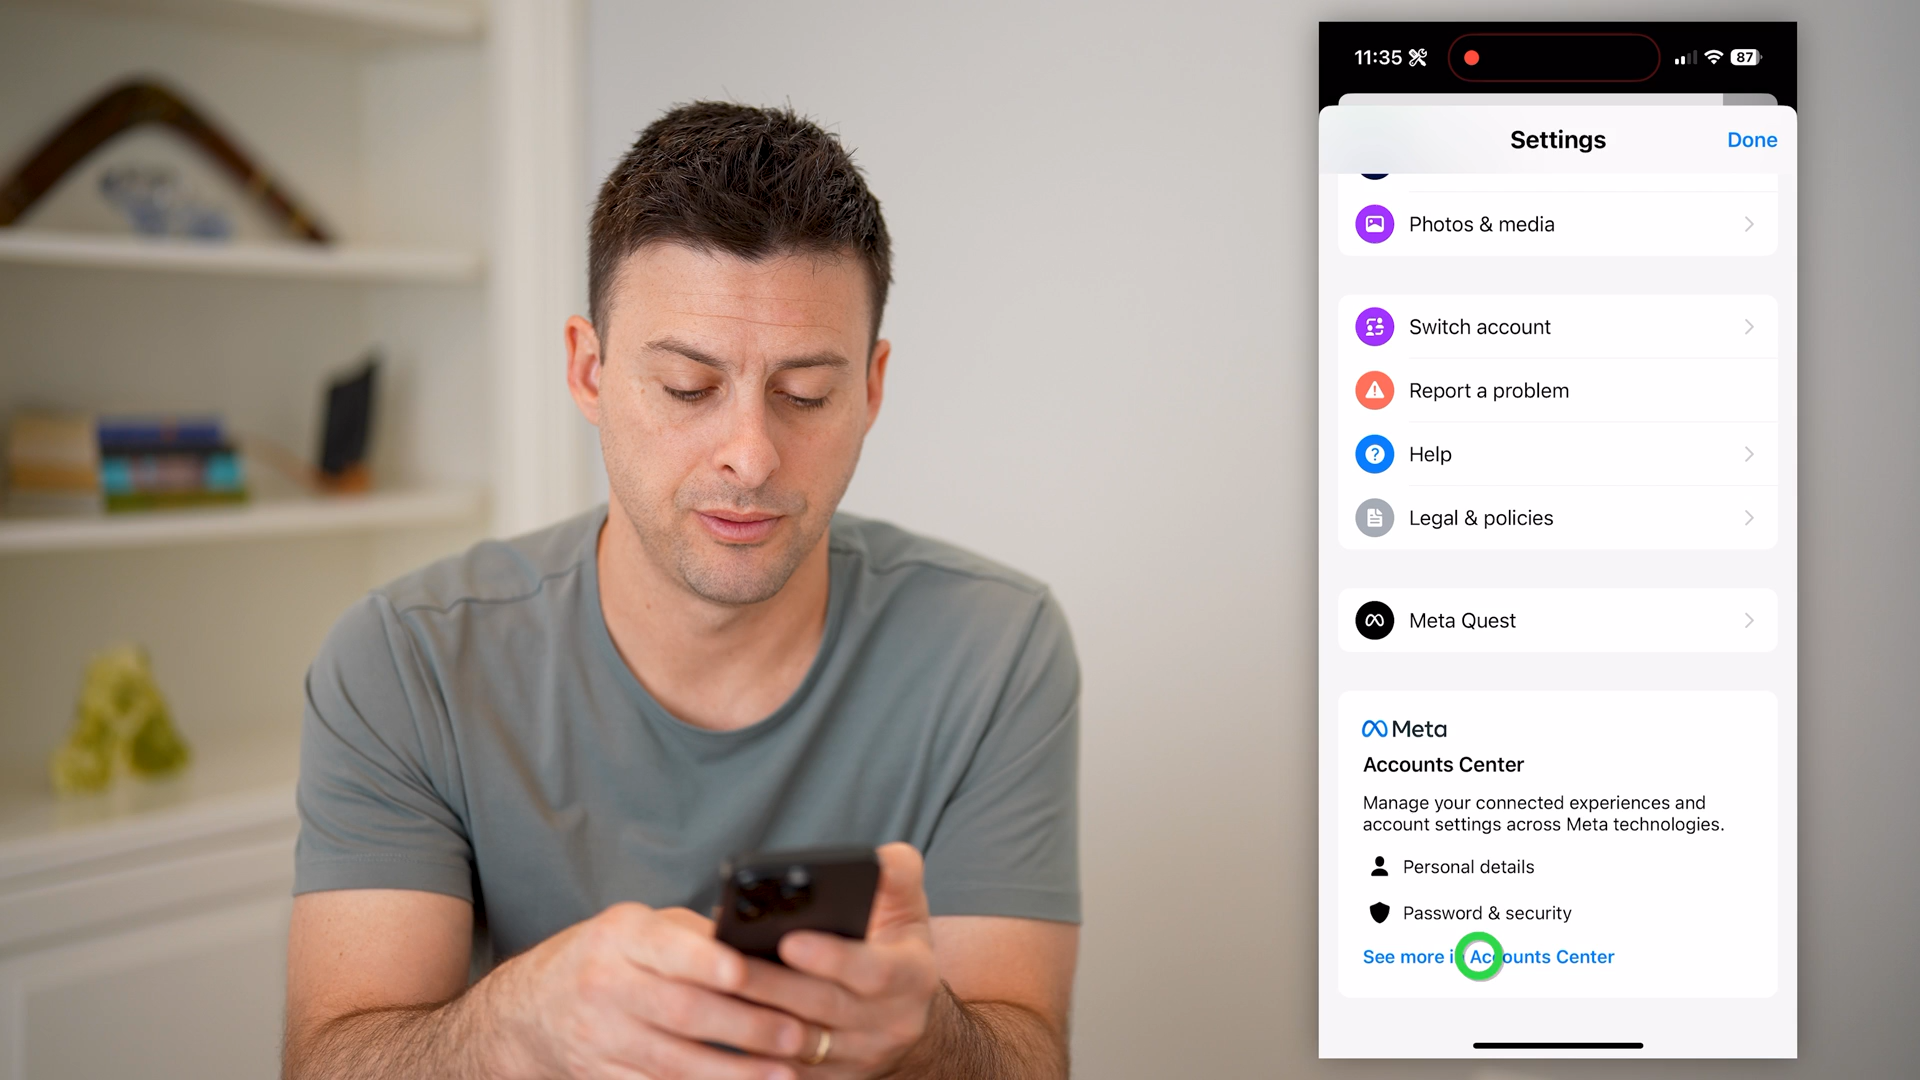 11:35
87
Settings
Done
Photos & media
Switch account
Report a problem
Help
Legal & policies
Meta Quest
Meta
Accounts Center
Manage your connected experiences and
account settings across Meta technologies.
Personal details
Password & security
See more in Accounts Center